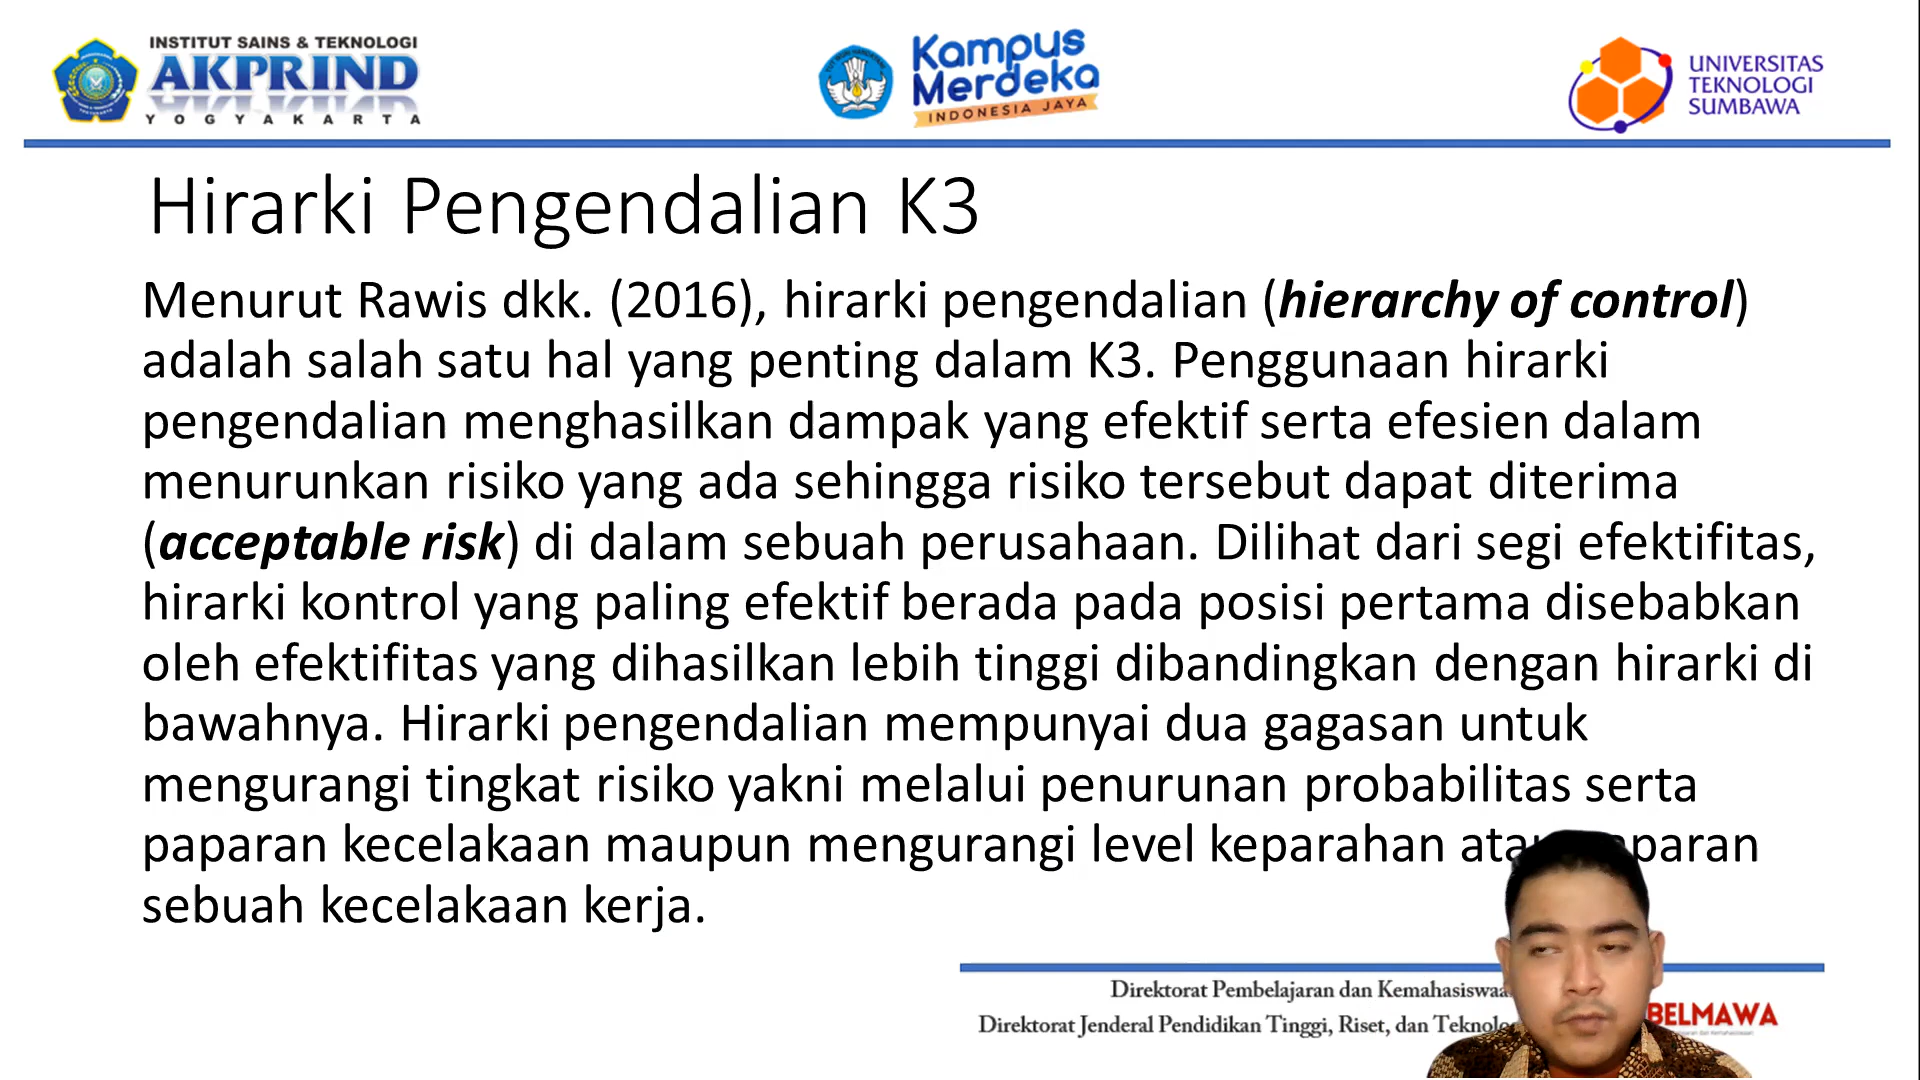 INSTITUT SAINS & TEKNOLOGI
AKPRIND
YOGYAKARTA
Kampus
Merdeka
INDONESIA JAYA
UNIVERSITAS
TEKNOLOGI
SUMBAWA
Hirarki Pengendalian K3
Menurut Rawis dkk. (2016), hirarki pengendalian (hierarchy of control)
adalah salah satu hal yang penting dalam K3. Penggunaan hirarki
pengendalian menghasilkan dampak yang efektif serta efesien dalam
menurunkan risiko yang ada sehingga risiko tersebut dapat diterima
(acceptable risk) di dalam sebuah perusahaan. Dilihat dari segi efektifitas,
hirarki kontrol yang paling efektif berada pada posisi pertama disebabkan
oleh efektifitas yang dihasilkan lebih tinggi dibandingkan dengan hirarki di
bawahnya. Hirarki pengendalian mempunyai dua gagasan untuk
mengurangi tingkat risiko yakni melalui penurunan probabilitas serta
paparan kecelakaan maupun mengurangi level keparahan
sebuah kecelakaan kerja.
Direktorat Pembelajaran dan
Direktorat Jenderal Pendidikan Tinggi, Riset, dan
BELMAWA